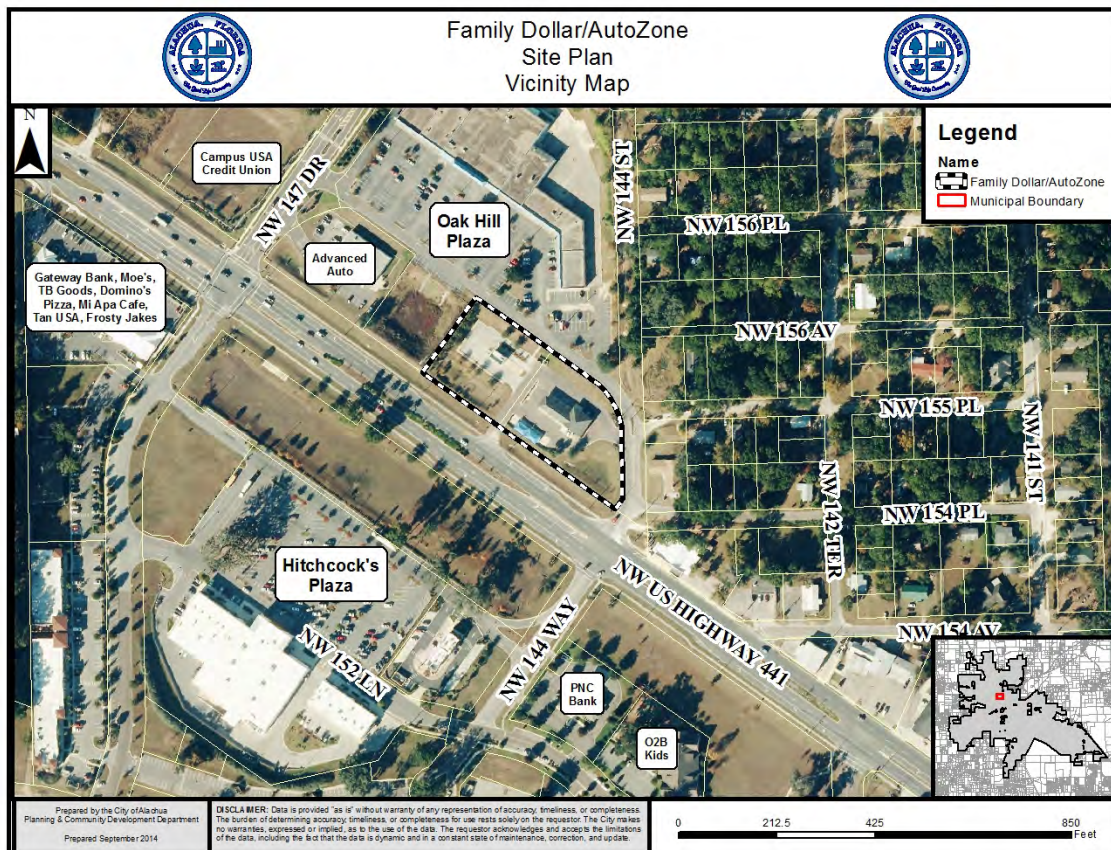 ALACHUA, FLORIDA
Family Dollar/AutoZone
Site Plan
Vicinity Map
ALACHUA, FLORIDA
N
Legend
Name
Family Dollar/AutoZone
Municipal Boundary
Campus USA
Credit Union
NW 147 DR
Oak Hill
Plaza
NW 144 ST
NW 156 PL
Advanced
Auto
Gateway Bank, Moe's,
TB Goods, Domino's
Pizza, Mi Apa Cafe,
Tan USA, Frosty Jakes
NW 156 AV
NW 155 PL
NW 141 ST
NW 142 TER
NW 154 PL
Hitchcock's
Plaza
NW US HIGHWAY 441
NW 154 AV
NW 152 LN
NW 144 WAY
PNC
Bank
O2B
Kids
Prepared by the City of Alachua
Planning & Community Development Department
Prepared September 2014
DISCLAIMER: Data is provided "as is" without warranty of any representation of accuracy, timeliness, or completeness.
The burden of determining accuracy, timeliness, or completeness for use rests solely on the requestor. The City makes
no warranties, expressed or implied, as to the use of the data. The requestor acknowledges and accepts the limitations
of the data, including the fact that the data is dynamic and in a constant state of maintenance, correction, and update.
0 212.5 425 850
Feet